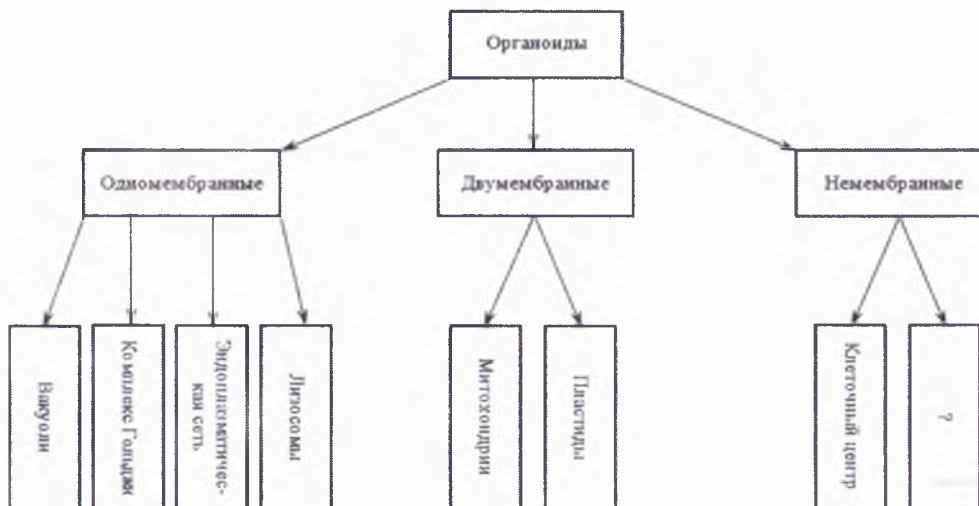 Органоиды
Одномембранные
Двумембранные
Немембранные
Вакуоли
Комплекс Гольджи
Эндоплазматичес-
кая сеть
Лизосомы
Митохондрии
Пластиды
Клеточный центр
?